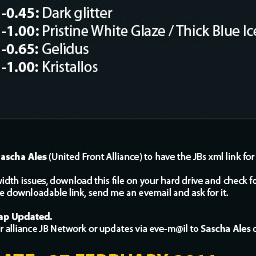 -0.45: Dark glitter
-1.00: Pristine White Glaze / Thick Blue Ice
-0.65: Gelidus
-1.00: Kristallos
ascha Ales (United Front Alliance) to have the JBs xml link for
width issues, download this file on your hard drive and check fo
e downloadable link, send me an evemail and ask for it.
ap Updated.
r alliance JB Network or updates via eve-m@il to Sascha Ales